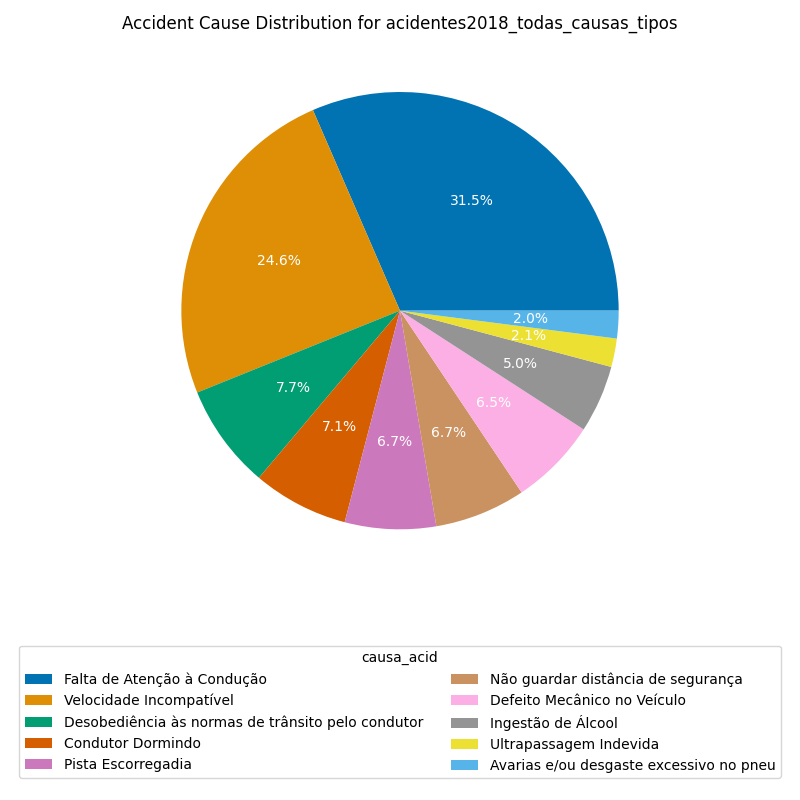 Accident Cause Distribution for acidentes2018_todas_causas_tipos
31.5%
24.6%
2.0%
2.1%
5.0%
7.7%
6.5%
7.1%
6.7%
6.7%
causa_acid
Falta de Atenção à Condução
Velocidade Incompatível
Desobediência às normas de trânsito pelo condutor
Condutor Dormindo
Pista Escorregadia
Não guardar distância de segurança
Defeito Mecânico no Veículo
Ingestão de Álcool
Ultrapassagem Indevida
Avarias e/ou desgaste excessivo no pneu